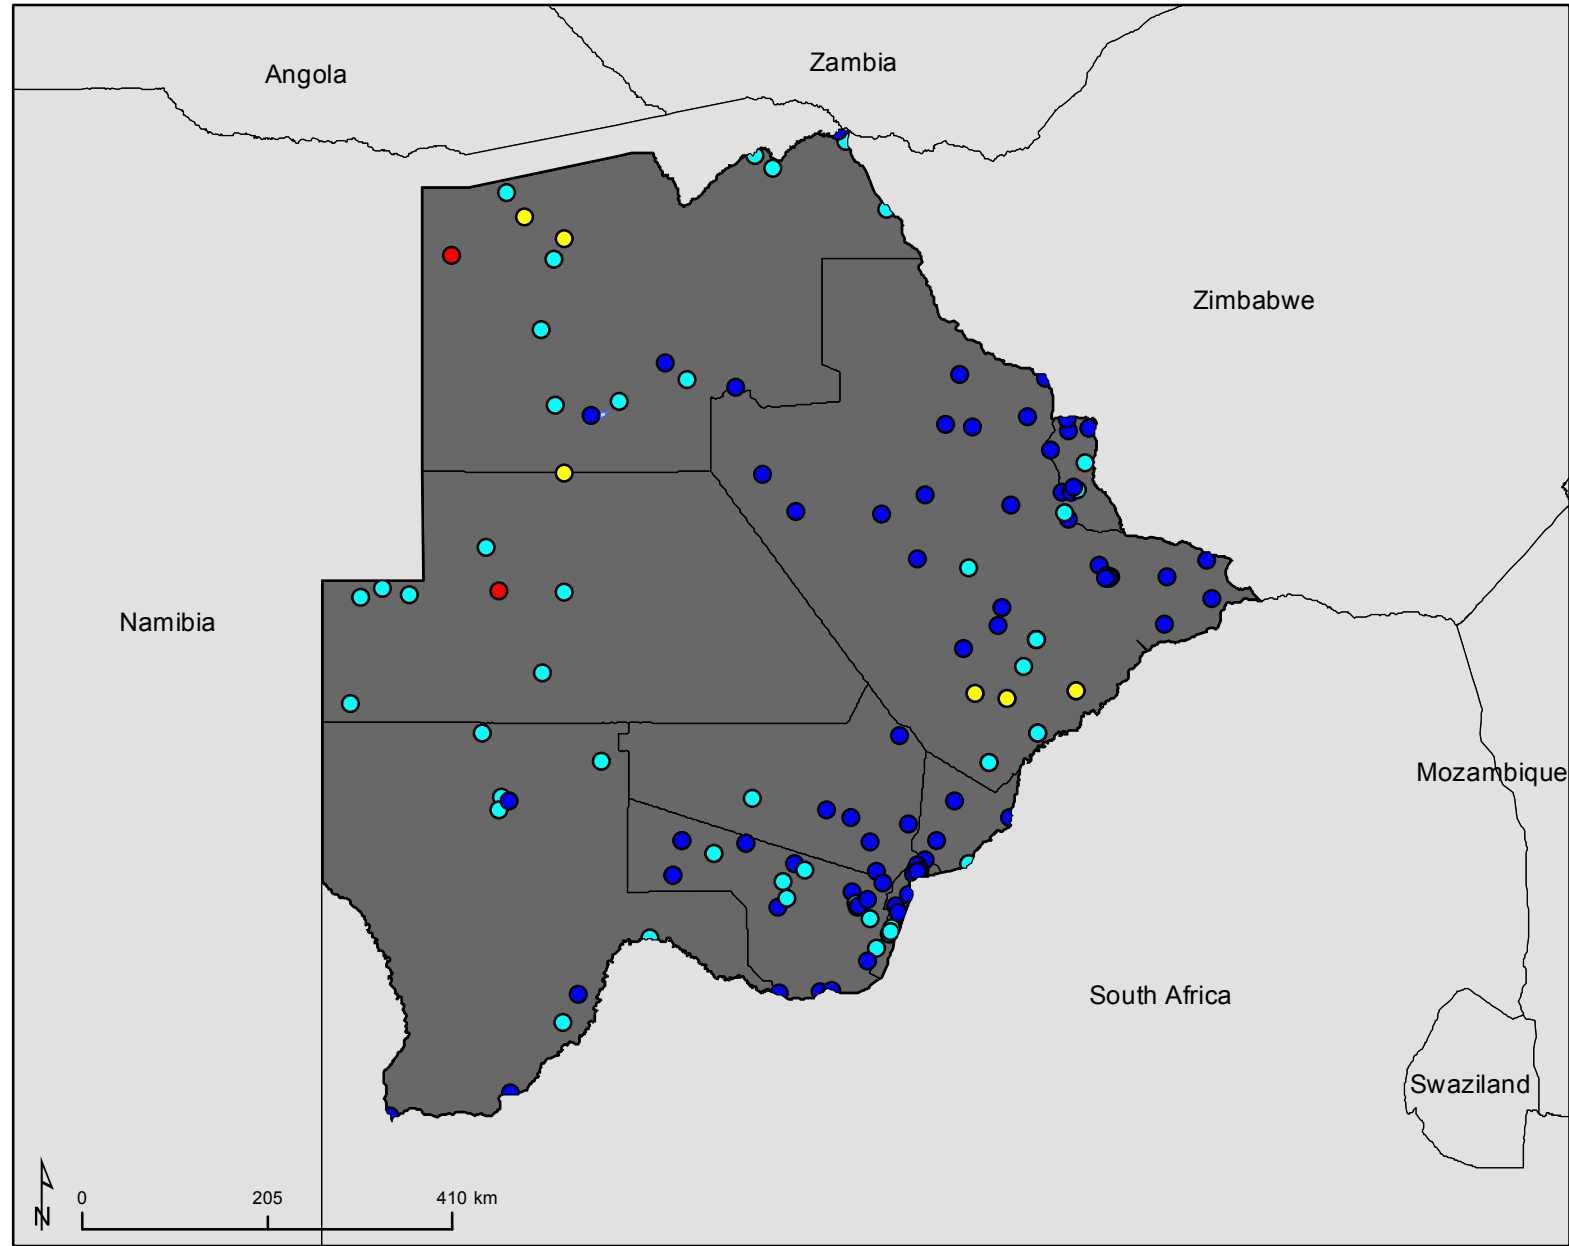 Zambia
Angola
Zimbabwe
Namibia
Mozambique
South Africa
Swaziland
N
0 205 410 km